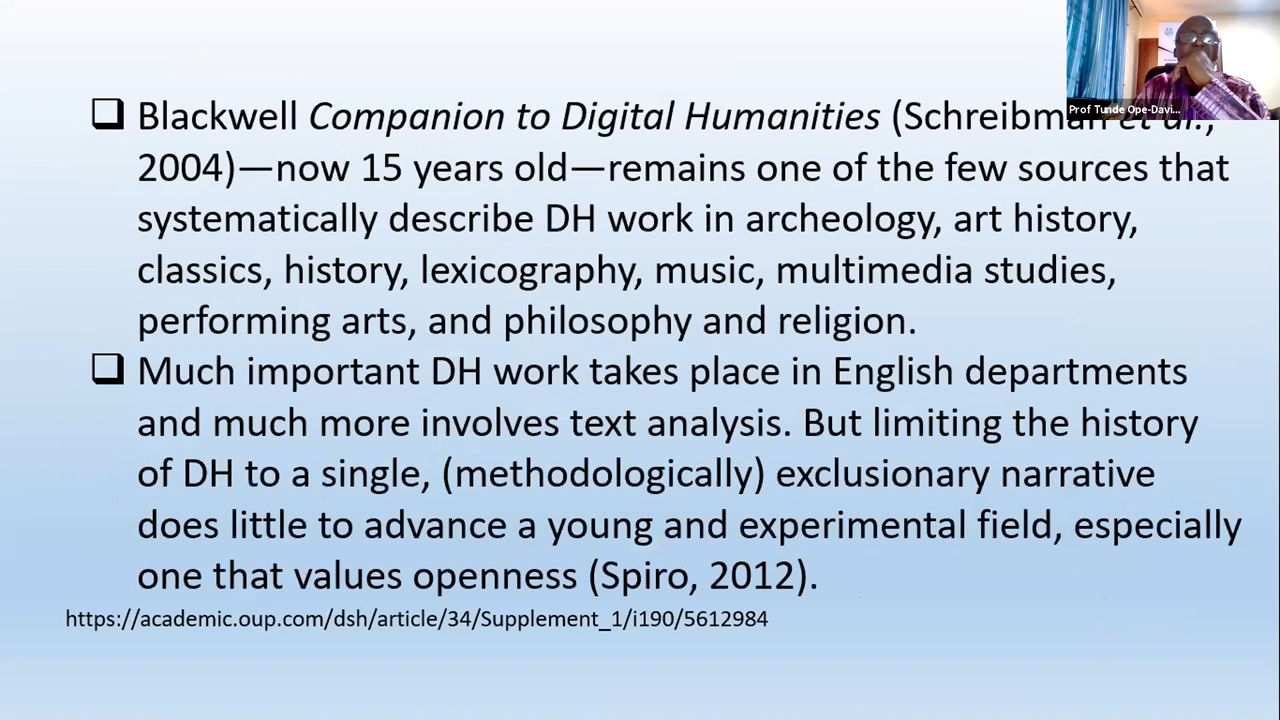 Blackwell Companion to Digital Humanities (Schreibman et al.,
2004)—now 15 years old—remains one of the few sources that
systematically describe DH work in archeology, art history,
classics, history, lexicography, music, multimedia studies,
performing arts, and philosophy and religion.
Much important DH work takes place in English departments
and much more involves text analysis. But limiting the history
of DH to a single, (methodologically) exclusionary narrative
does little to advance a young and experimental field, especially
one that values openness (Spiro, 2012).
https://academic.oup.com/dsh/article/34/Supplement_1/i190/5612984
Prof Tunde Ope-Davi...